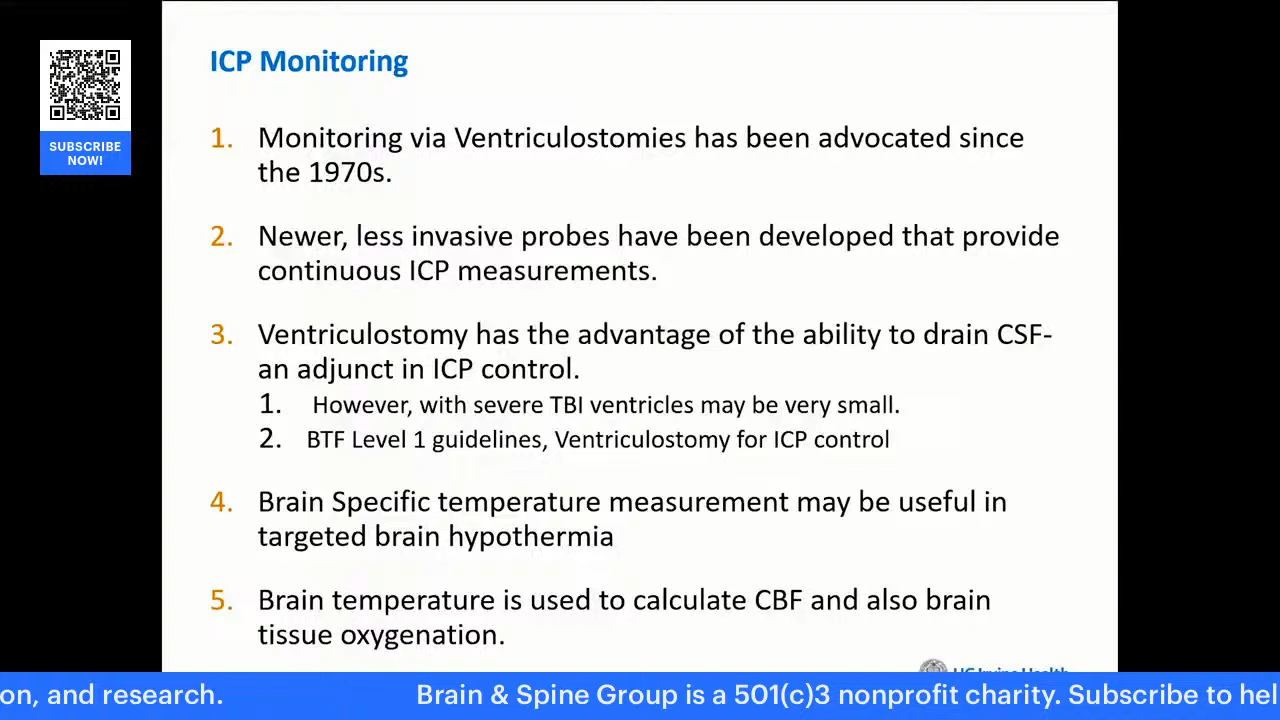 ICP Monitoring
1. Monitoring via Ventriculostomies has been advocated since
the 1970s.
2. Newer, less invasive probes have been developed that provide
continuous ICP measurements.
3. Ventriculostomy has the advantage of the ability to drain CSF-
an adjunct in ICP control.
1. However, with severe TBI ventricles may be very small.
2. BTF Level 1 guidelines, Ventriculostomy for ICP control
4. Brain Specific temperature measurement may be useful in
targeted brain hypothermia
5. Brain temperature is used to calculate CBF and also brain
tissue oxygenation.
SUBSCRIBE
NOW!
UC Irvine Health
on, and research. Brain & Spine Group is a 501(c)3 nonprofit charity. Subscribe to hel